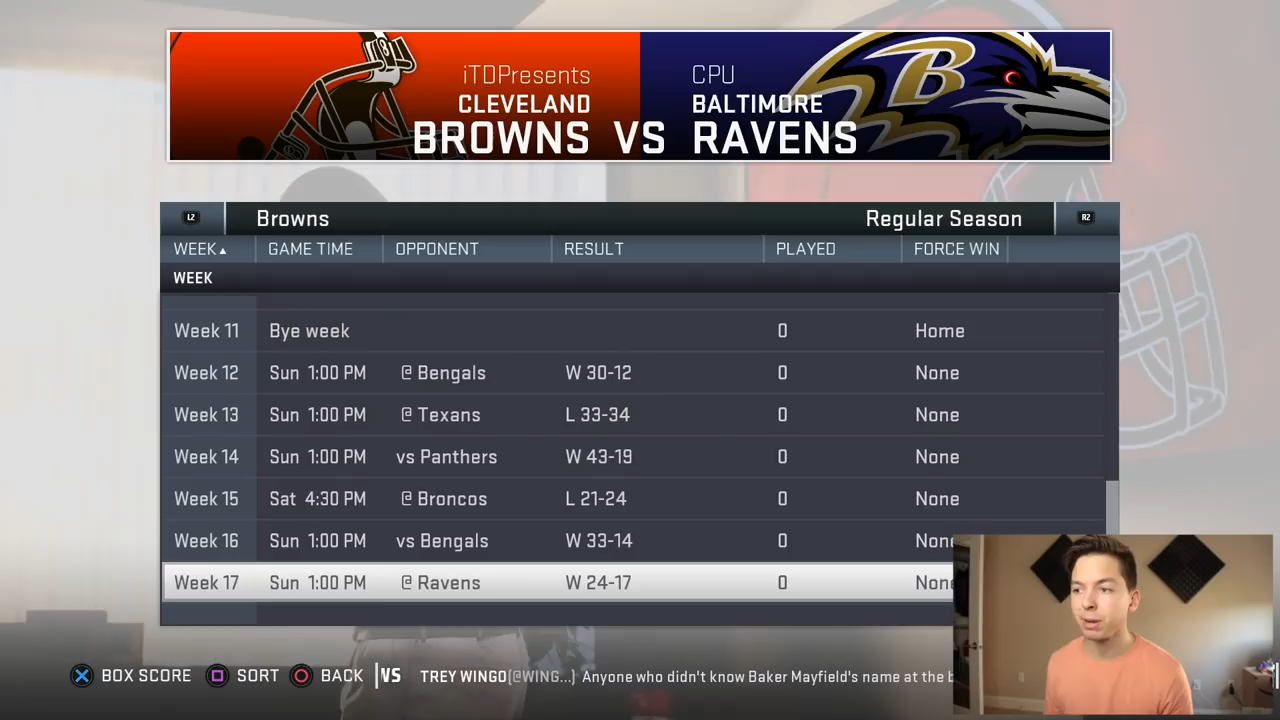 iTDPresents
CLEVELAND
BROWNS VS RAVENS
CPU
BALTIMORE
B
L2 Browns Regular Season R2
WEEK▲ GAME TIME OPPONENT RESULT PLAYED FORCE WIN
WEEK
Week 11 Bye week 0 Home
Week 12 Sun 1:00 PM @ Bengals W 30-12 0 None
Week 13 Sun 1:00 PM @ Texans L 33-34 0 None
Week 14 Sun 1:00 PM vs Panthers W 43-19 0 None
Week 15 Sat 4:30 PM @ Broncos L 21-24 0 None
Week 16 Sun 1:00 PM vs Bengals W 33-14 0 None
Week 17 Sun 1:00 PM @ Ravens W 24-17 0 None
BOX SCORE SORT BACK VS TREY WINGO(@WING...) Anyone who didn't know Baker Mayfield's name at the